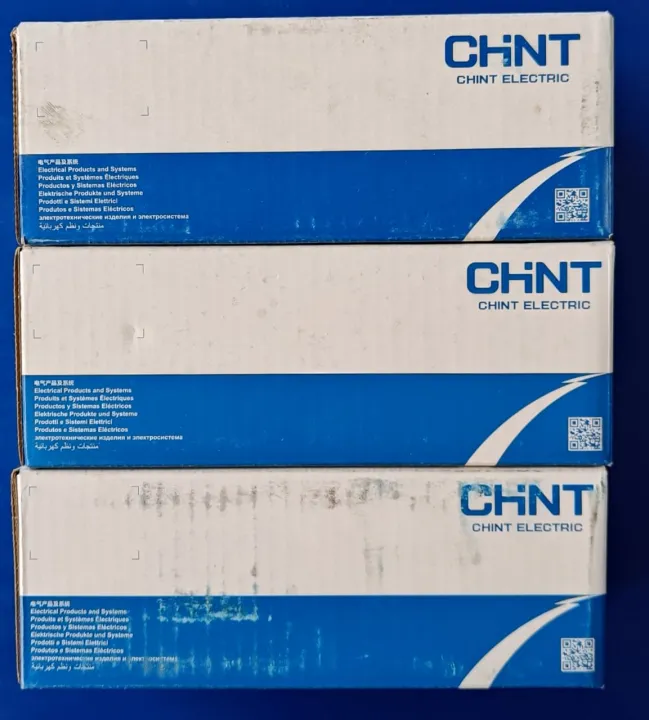 CHINT
CHINT ELECTRIC
电气产品及系统
Electrical Products and Systems
Produits et Systèmes Électriques
Productos y Sistemas Eléctricos
Elektrische Produkte und Systeme
Prodotti e Sistemi Elettrici
Produtos e Sistemas Eléctricos
электротехнические изделия и электросистема
منتجات ونظم كهربائية
CHINT
CHINT ELECTRIC
电气产品及系统
Electrical Products and Systems
Produits et Systèmes Électriques
Productos y Sistemas Eléctricos
Elektrische Produkte und Systeme
Prodotti e Sistemi Elettrici
Produtos e Sistemas Eléctricos
электротехнические изделия и электросистема
منتجات ونظم كهربائية
CHINT
CHINT ELECTRIC
电气产品及系统
Electrical Products and Systems
Produits et Systèmes Électriques
Productos y Sistemas Eléctricos
Elektrische Produkte und Systeme
Prodotti e Sistemi Elettrici
Produtos e Sistemas Eléctricos
электротехнические изделия и электросистема
منتجات ونظم كهربائية